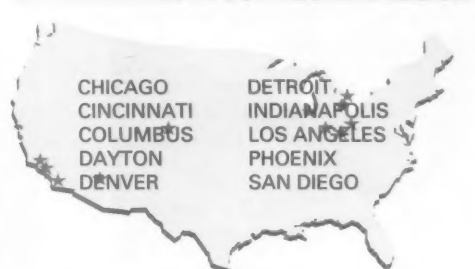 CHICAGO
CINCINNATI
COLUMBUS
DAYTON
DENVER
DETROIT
INDIANAPOLIS
LOS ANGELES
PHOENIX
SAN DIEGO